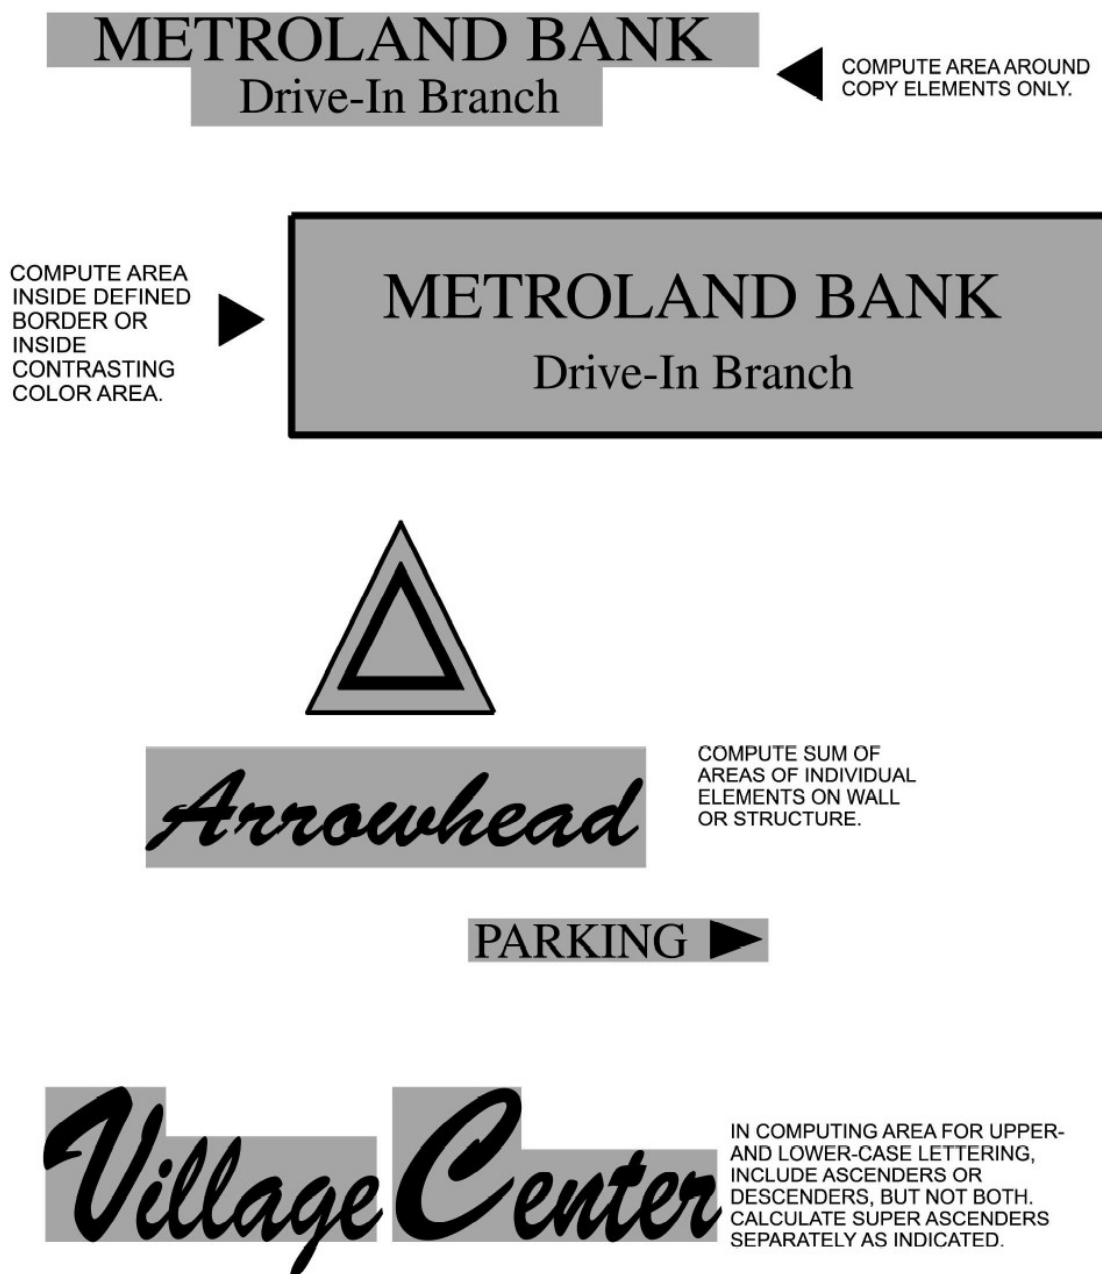 METROLAND BANK
Drive-In Branch
COMPUTE AREA AROUND
COPY ELEMENTS ONLY.
COMPUTE AREA
INSIDE DEFINED
BORDER OR
INSIDE
CONTRASTING
COLOR AREA.
METROLAND BANK
Drive-In Branch
Arrowhead
COMPUTE SUM OF
AREAS OF INDIVIDUAL
ELEMENTS ON WALL
OR STRUCTURE.
PARKING
Village Center
IN COMPUTING AREA FOR UPPER-
AND LOWER-CASE LETTERING,
INCLUDE ASCENDERS OR
DESCENDERS, BUT NOT BOTH.
CALCULATE SUPER ASCENDERS
SEPARATELY AS INDICATED.